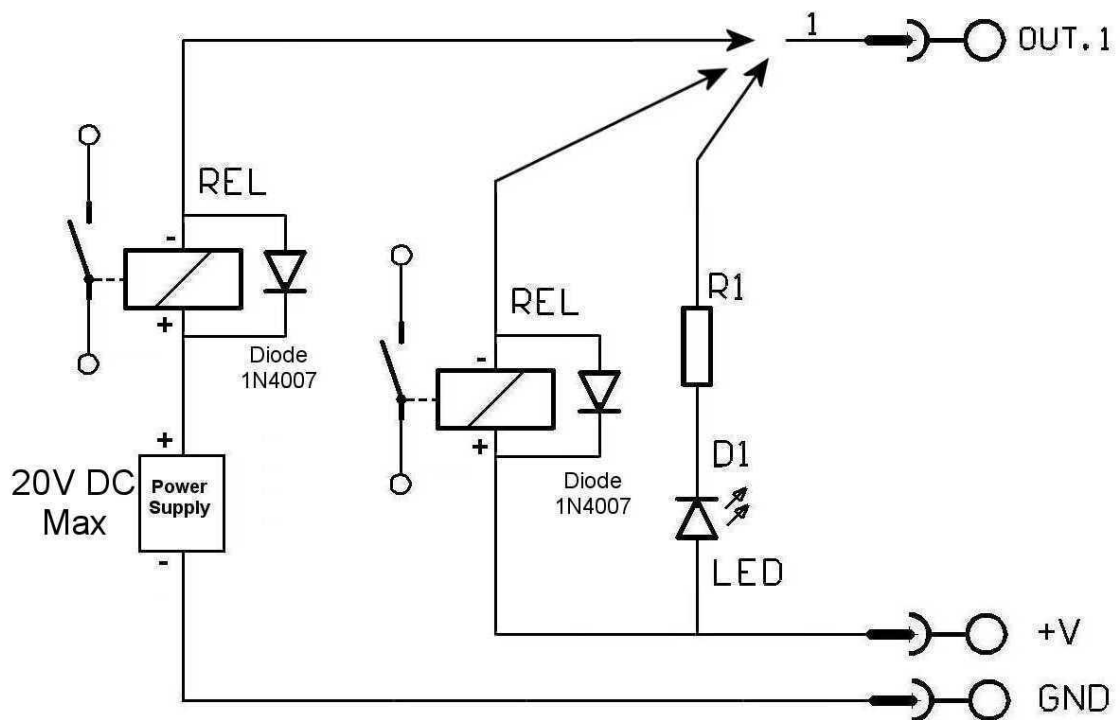 1
OUT.1
REL
-
+
Diode
1N4007
REL
-
+
Diode
1N4007
R1
D1
LED
20V DC
Max
+
Power
Supply
-
+V
GND